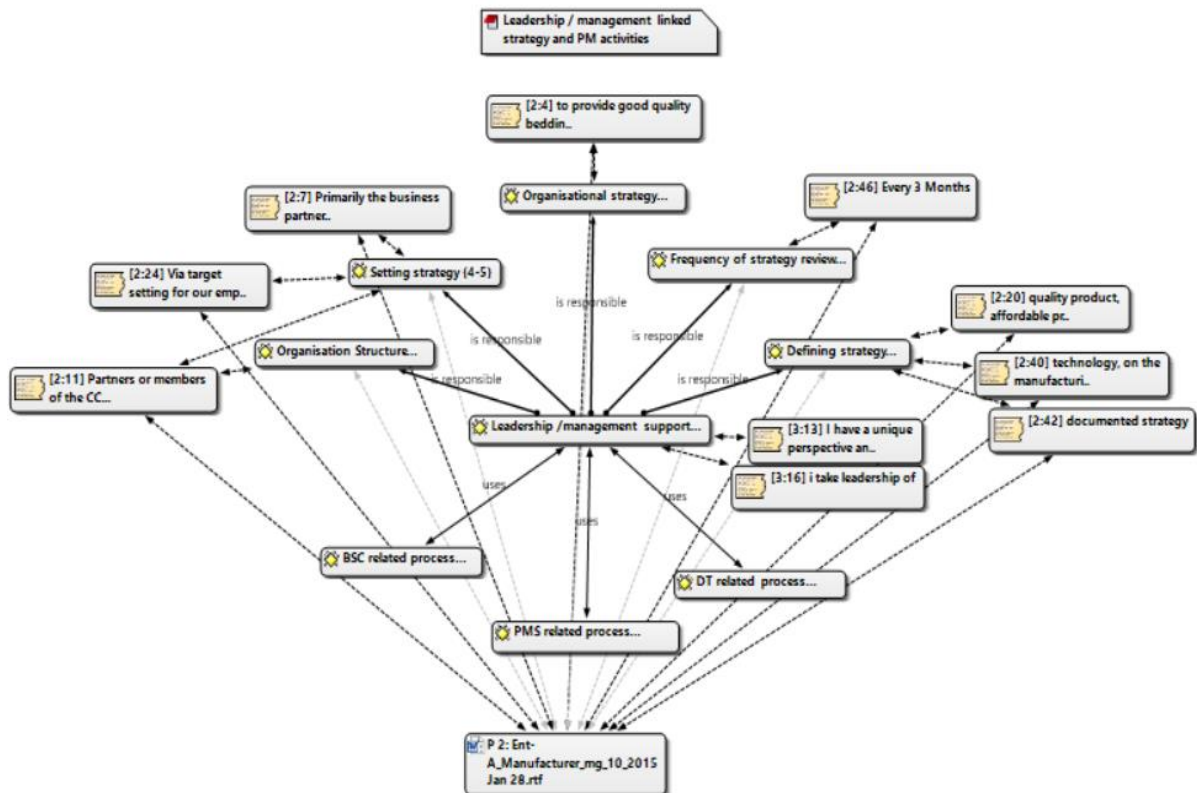 Leadership / management linked
strategy and PM activities
[2:4] to provide good quality
beddin..
[2:7] Primarily the business
partner..
Organisational strategy...
[2:46] Every 3 Months
[2:24] Via target
setting for our emp..
Setting strategy (4-5)
Frequency of strategy review...
is responsible
[2:20] quality product,
affordable pr..
is responsible
is responsible
Organisation Structure...
Defining strategy...
[2:40] technology, on the
manufacturi..
[2:11] Partners or members
of the CC...
is responsible
is responsible
[2:42] documented strategy
Leadership /management support...
[3:13] I have a unique
perspective an..
[3:16] i take leadership of
uses
uses
uses
BSC related process...
DT related process...
PMS related process...
P 2: Ent-
A_Manufacturer_mg_10_2015
Jan 28.rtf